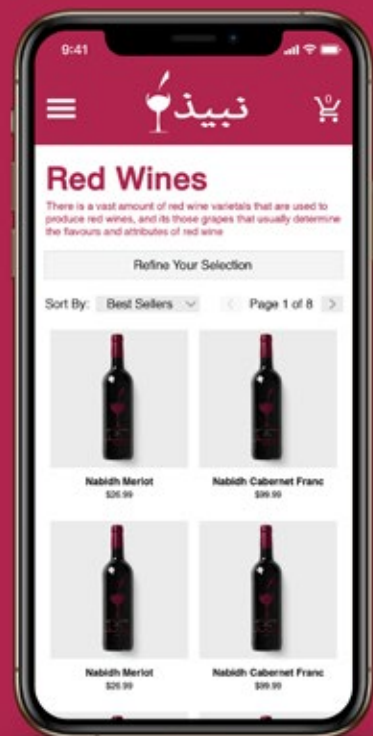 9:41
نبيذ
0
Red Wines
There is a vast amount of red wine varietals that are used to
produce red wines, and its those grapes that usually determine
the flavours and attributes of red wine
Refine Your Selection
Sort By: Best Sellers Page 1 of 8
Nabidh Merlot
$26.99
Nabidh Cabernet Franc
$99.99
Nabidh Merlot
$26.99
Nabidh Cabernet Franc
$99.99